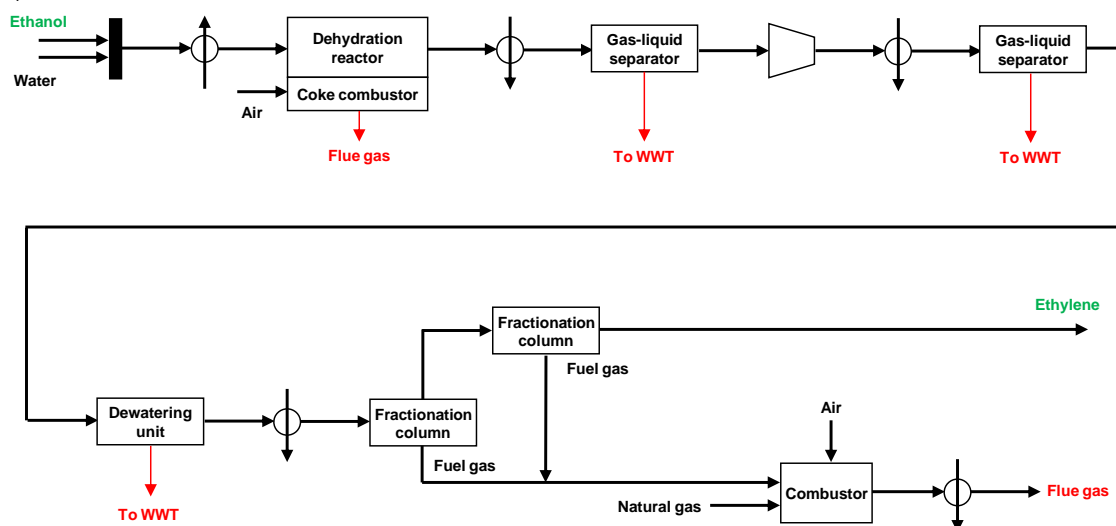 Ethanol
Water
Dehydration
reactor
Coke combustor
Air
Flue gas
Gas-liquid
separator
To WWT
Gas-liquid
separator
To WWT
Dewatering
unit
To WWT
Fractionation
column
Fuel gas
Fractionation
column
Fuel gas
Ethylene
Air
Natural gas
Combustor
Flue gas